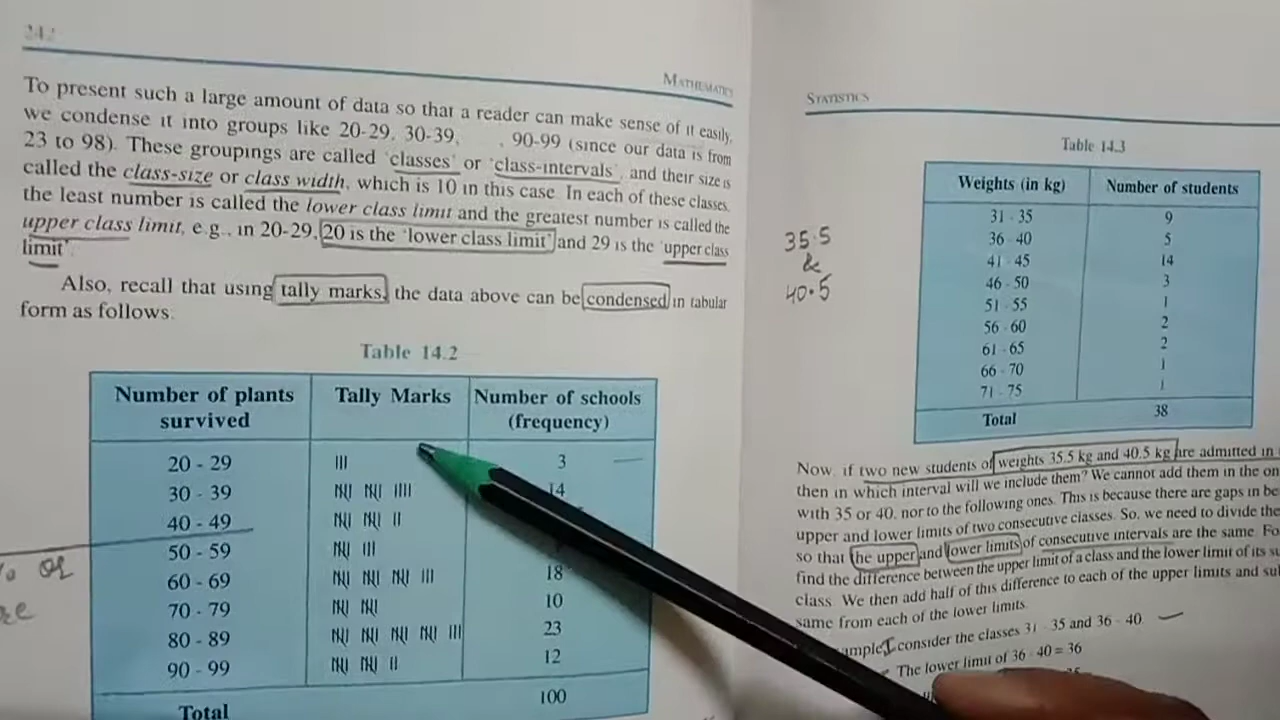 242
MATHEMATICS
To present such a large amount of data so that a reader can make sense of it easily,
we condense it into groups like 20-29, 30-39, . 90-99 (since our data is from
23 to 98). These groupings are called 'classes' or 'class-intervals', and their size is
called the class-size or class width, which is 10 in this case. In each of these classes,
the least number is called the lower class limit and the greatest number is called the
upper class limit, e.g., in 20-29, 20 is the 'lower class limit' and 29 is the 'upper class
limit'.
Also, recall that using tally marks, the data above can be condensed in tabular
form as follows:
Table 14.2
Number of plants survived Tally Marks Number of schools (frequency)
20 - 29 3
30 - 39 14
40 - 49
50 - 59
60 - 69 18
70 - 79 10
80 - 89 23
90 - 99 12
Total 100
% or
STATISTICS
Table 14.3
Weights (in kg) Number of students
31 - 35 9
36 - 40 5
41 - 45 14
46 - 50 3
51 - 55 1
56 - 60 2
61 - 65 2
66 - 70 1
71 - 75 1
Total 38
35.5
&
40.5
Now, if two new students of weights 35.5 kg and 40.5 kg are admitted in
then in which interval will we include them? We cannot add them in the on
with 35 or 40, nor to the following ones. This is because there are gaps in be
upper and lower limits of two consecutive classes. So, we need to divide the
so that he upper and lower limits of consecutive intervals are the same. Fo
find the difference between the upper limit of a class and the lower limit of its su
class. We then add half of this difference to each of the upper limits and su
same from each of the lower limits.
ample, consider the classes 31 - 35 and 36 - 40.
The lower limit of 36 - 40 = 36